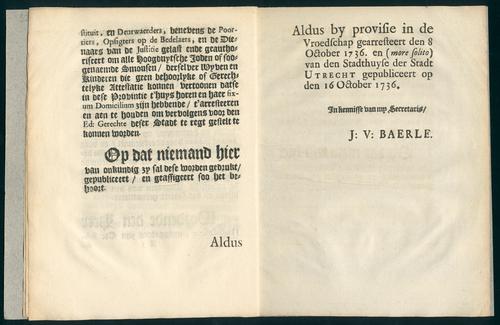 stituit, en Deurwaerders, benevens de Poor-
tiers, Opsigters op de Bedelaers, en de Die-
naars van de Justitie gelast ende geautho-
riseert om alle Hoogduytsche Joden of soo-
genaemde Smousen, derselver Wyven en
Kinderen die geen behoorlyke of Gerech-
telyke Attestatie konnen vertoonen datse
in dese Provintie t'huys horen en hare fix-
um Domicilium zijn hebbende / t'arresteeren
en aen te houden om vervolgens voor den
Ed: Gerechte deser Stadt te regt gestelt te
konnen worden.
Op dat niemand hier
van onkundig zy sal dese worden gedrukt /
gepubliceert / en geaffigeert soo het be-
hoort.
Aldus
Aldus by provisie in de
Vroedschap gearresteert den 8
October 1736. en (more solito)
van den Stadthuyse der Stadt
UTRECHT gepubliceert op
den 16 October 1736.
In kennisse van my Secretaris /
J: V: BAERLE.